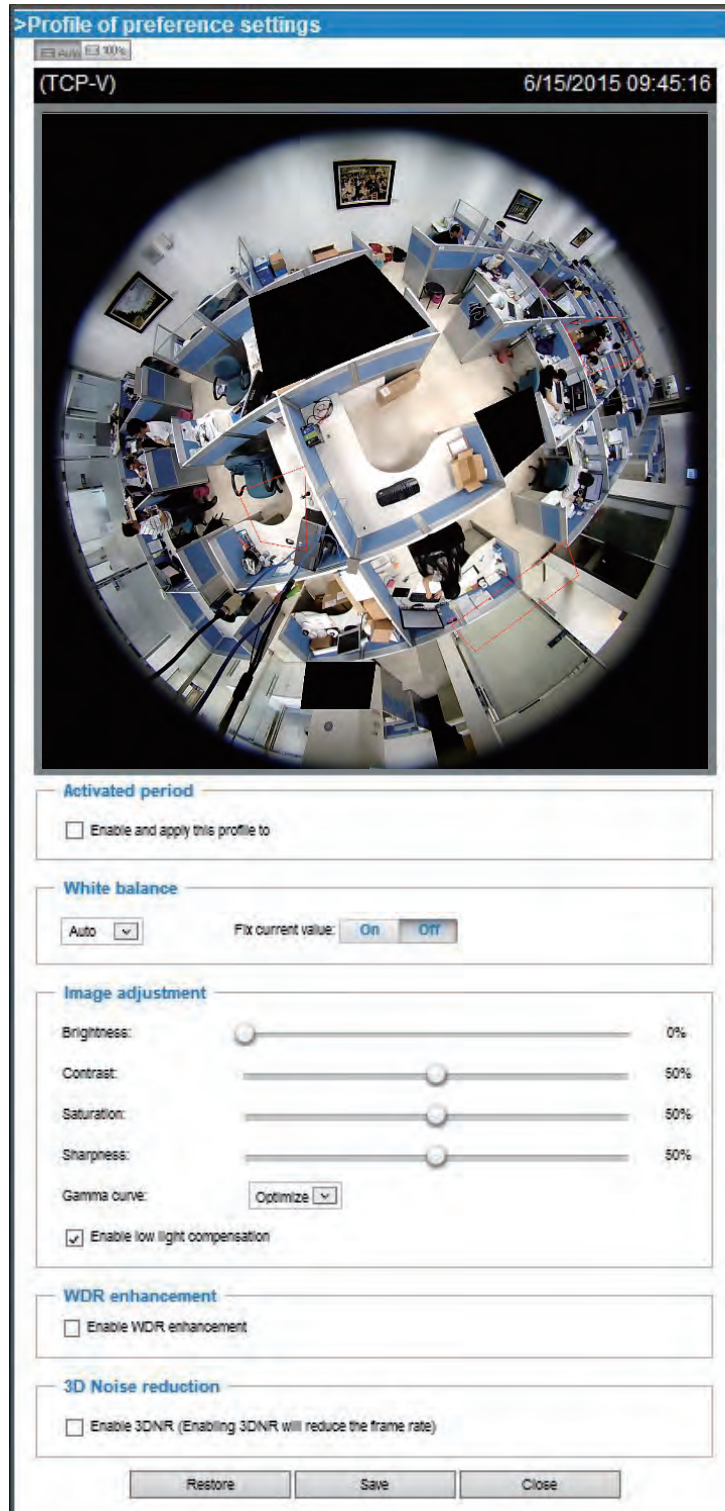 >Profile of preference settings
Auto 100%
(TCP-V) 6/15/2015 09:45:16
Activated period
Enable and apply this profile to
White balance
Auto Fix current value: On Off
Image adjustment
Brightness: 0%
Contrast: 50%
Saturation: 50%
Sharpness: 50%
Gamma curve: Optimize
Enable low light compensation
WDR enhancement
Enable WDR enhancement
3D Noise reduction
Enable 3DNR (Enabling 3DNR will reduce the frame rate)
Restore Save Close